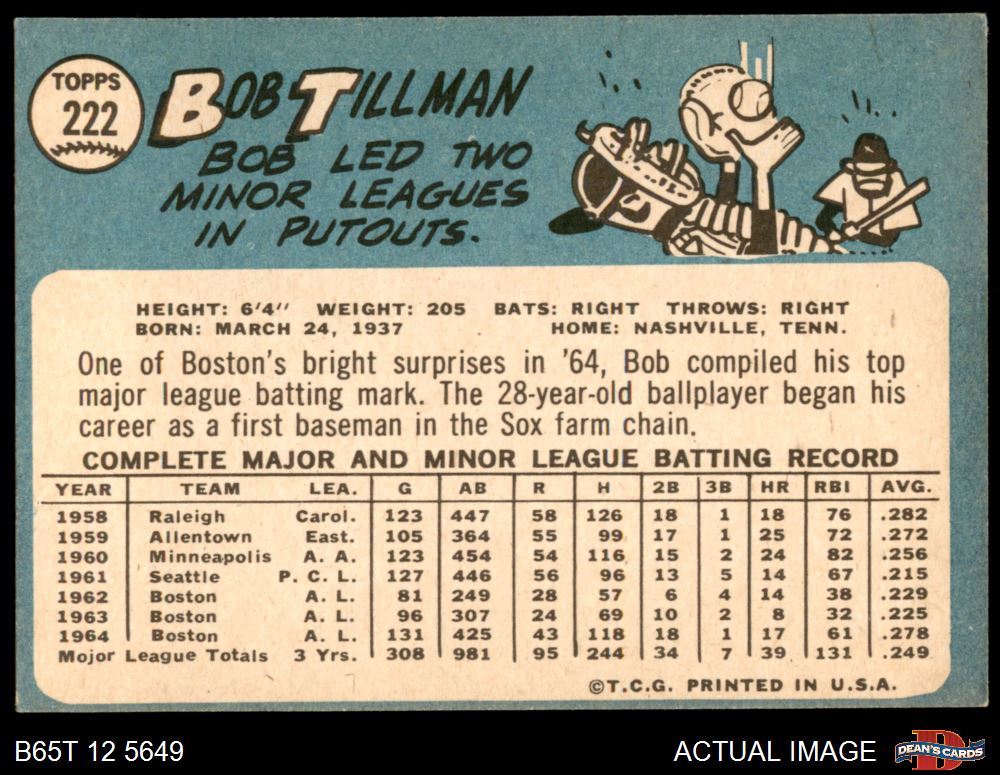 TOPPS
222
BOB TILLMAN
BOB LED TWO
MINOR LEAGUES
IN PUTOUTS.
HEIGHT: 6'4" WEIGHT: 205 BATS: RIGHT THROWS: RIGHT
BORN: MARCH 24, 1937 HOME: NASHVILLE, TENN.
One of Boston's bright surprises in '64, Bob compiled his top
major league batting mark. The 28-year-old ballplayer began his
career as a first baseman in the Sox farm chain.
COMPLETE MAJOR AND MINOR LEAGUE BATTING RECORD
YEAR TEAM LEA. G AB R H 2B 3B HR RBI AVG.
1958 Raleigh Carol. 123 447 58 126 18 1 18 76 .282
1959 Allentown East. 105 364 55 99 17 1 25 72 .272
1960 Minneapolis A. A. 123 454 54 116 15 2 24 82 .256
1961 Seattle P. C. L. 127 446 56 96 13 5 14 67 .215
1962 Boston A. L. 81 249 28 57 6 4 14 38 .229
1963 Boston A. L. 96 307 24 69 10 2 8 32 .225
1964 Boston A. L. 131 425 43 118 18 1 17 61 .278
Mojor League Totals 3 Yrs. 308 981 95 244 34 7 39 131 .249
©T.C.G. PRINTED IN U.S.A.
B65T 12 5649 ACTUAL IMAGE
D
DEAN'S CARDS